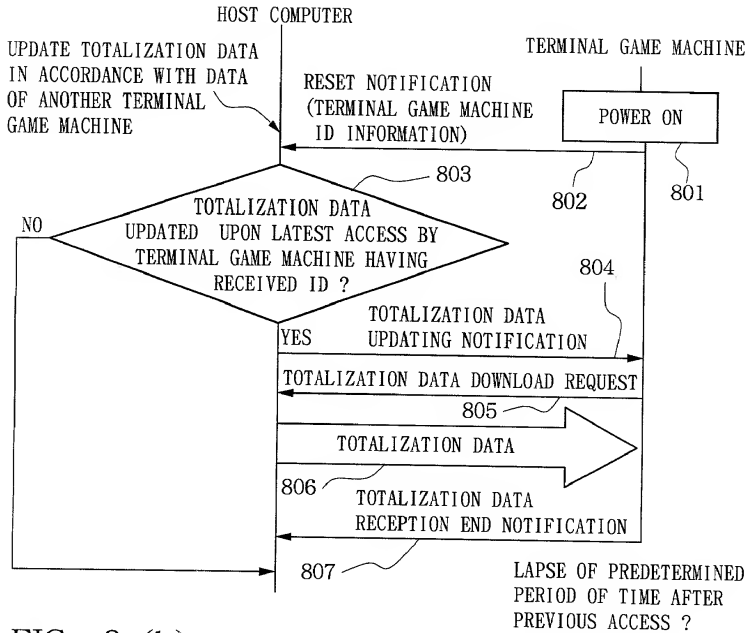 HOST COMPUTER
UPDATE TOTALIZATION DATA
IN ACCORDANCE WITH DATA
OF ANOTHER TERMINAL
GAME MACHINE
TERMINAL GAME MACHINE
RESET NOTIFICATION
(TERMINAL GAME MACHINE
ID INFORMATION)
POWER ON
801
802
803
TOTALIZATION DATA
UPDATED UPON LATEST ACCESS BY
TERMINAL GAME MACHINE HAVING
RECEIVED ID ?
NO
YES
804
TOTALIZATION DATA
UPDATING NOTIFICATION
TOTALIZATION DATA DOWNLOAD REQUEST
805
TOTALIZATION DATA
806
TOTALIZATION DATA
RECEPTION END NOTIFICATION
807
LAPSE OF PREDETERMINED
PERIOD OF TIME AFTER
PREVIOUS ACCESS ?